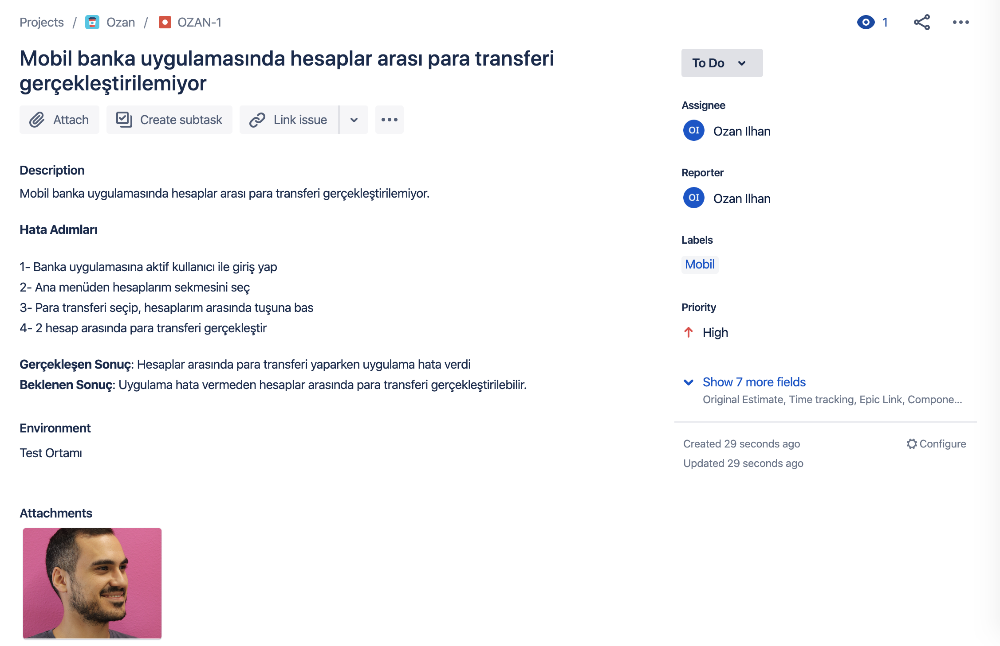 Projects / Ozan / OZAN-1
1
Mobil banka uygulamasında hesaplar arası para transferi
gerçekleştirilemiyor
Attach
Create subtask
Link issue
Description
Mobil banka uygulamasında hesaplar arası para transferi gerçekleştirilemiyor.
Hata Adımları
1- Banka uygulamasına aktif kullanıcı ile giriş yap
2- Ana menüden hesaplarım sekmesini seç
3- Para transferi seçip, hesaplarım arasında tuşuna bas
4- 2 hesap arasında para transferi gerçekleştir
Gerçekleşen Sonuç: Hesaplar arasında para transferi yaparken uygulama hata verdi
Beklenen Sonuç: Uygulama hata vermeden hesaplar arasında para transferi gerçekleştirilebilir.
Environment
Test Ortamı
Attachments
To Do
Assignee
OI Ozan Ilhan
Reporter
OI Ozan Ilhan
Labels
Mobil
Priority
High
Show 7 more fields
Original Estimate, Time tracking, Epic Link, Compone...
Created 29 seconds ago
Configure
Updated 29 seconds ago